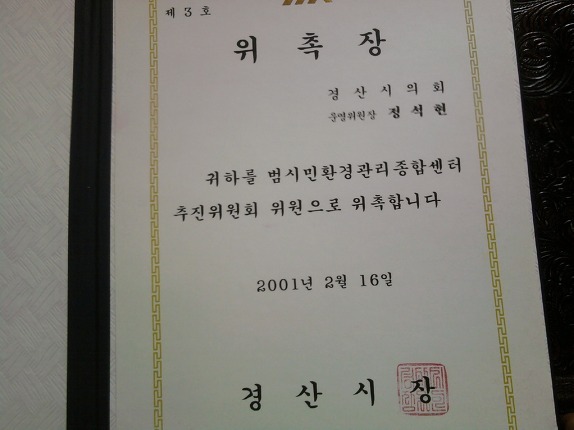 제 3 호
위 촉 장
경 산 시 의 회
운영위원장 정 석 현
귀하를 범시민환경관리종합센터
추진위원회 위원으로 위촉합니다
2001년 2월 16일
경 산 시 장